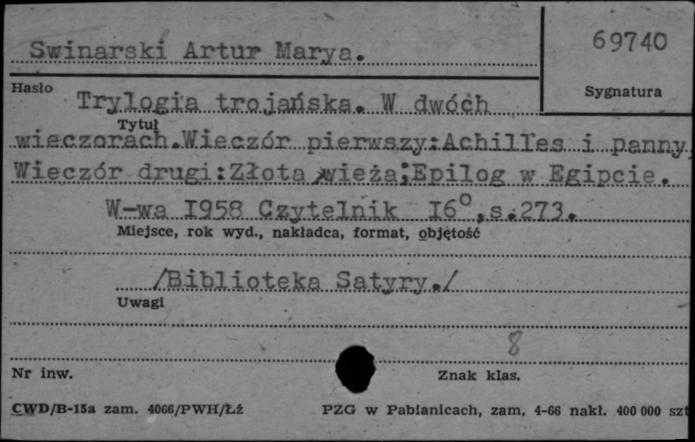 Swinarski Artur Marya.
69740
Hasło
Sygnatura
Trylogia trojańska. W dwóch
Tytuł
wieczorach.Wieczór pierwszy:Achilles i panny
Wieczór drugi:Złota wieża;Epilog w Egipcie.
W-wa I958 Czytelnik I6°,s.273.
Miejsce, rok wyd., nakładca, format, objętość
/Biblioteka Satyry./
Uwagi
8
Nr inw.
Znak klas.
CWD/B-15a zam. 4066/PWH/Łź
PZG w Pabianicach, zam. 4-66 nakł. 400 000 szt